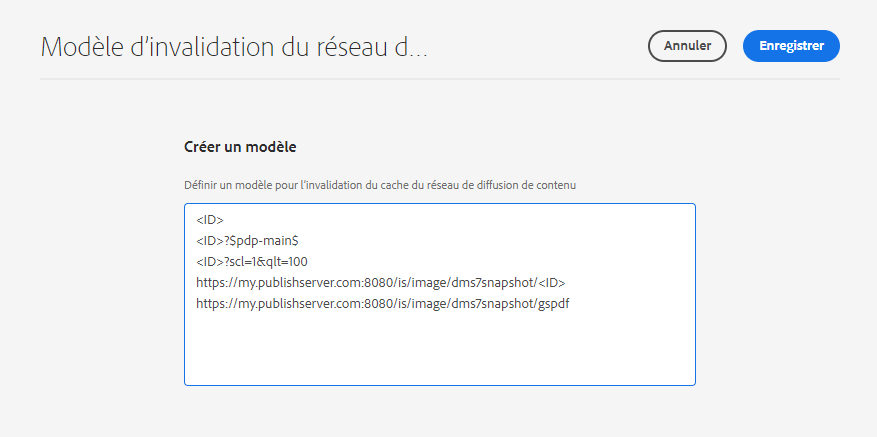 Modèle d’invalidation du réseau d...
Annuler
Enregistrer
Créer un modèle
Définir un modèle pour l’invalidation du cache du réseau de diffusion de contenu
<ID>
<ID>?$pdp-main$
<ID>?scl=1&qlt=100
https://my.publishserver.com:8080/is/image/dms7snapshot/<ID>
https://my.publishserver.com:8080/is/image/dms7snapshot/gspdf